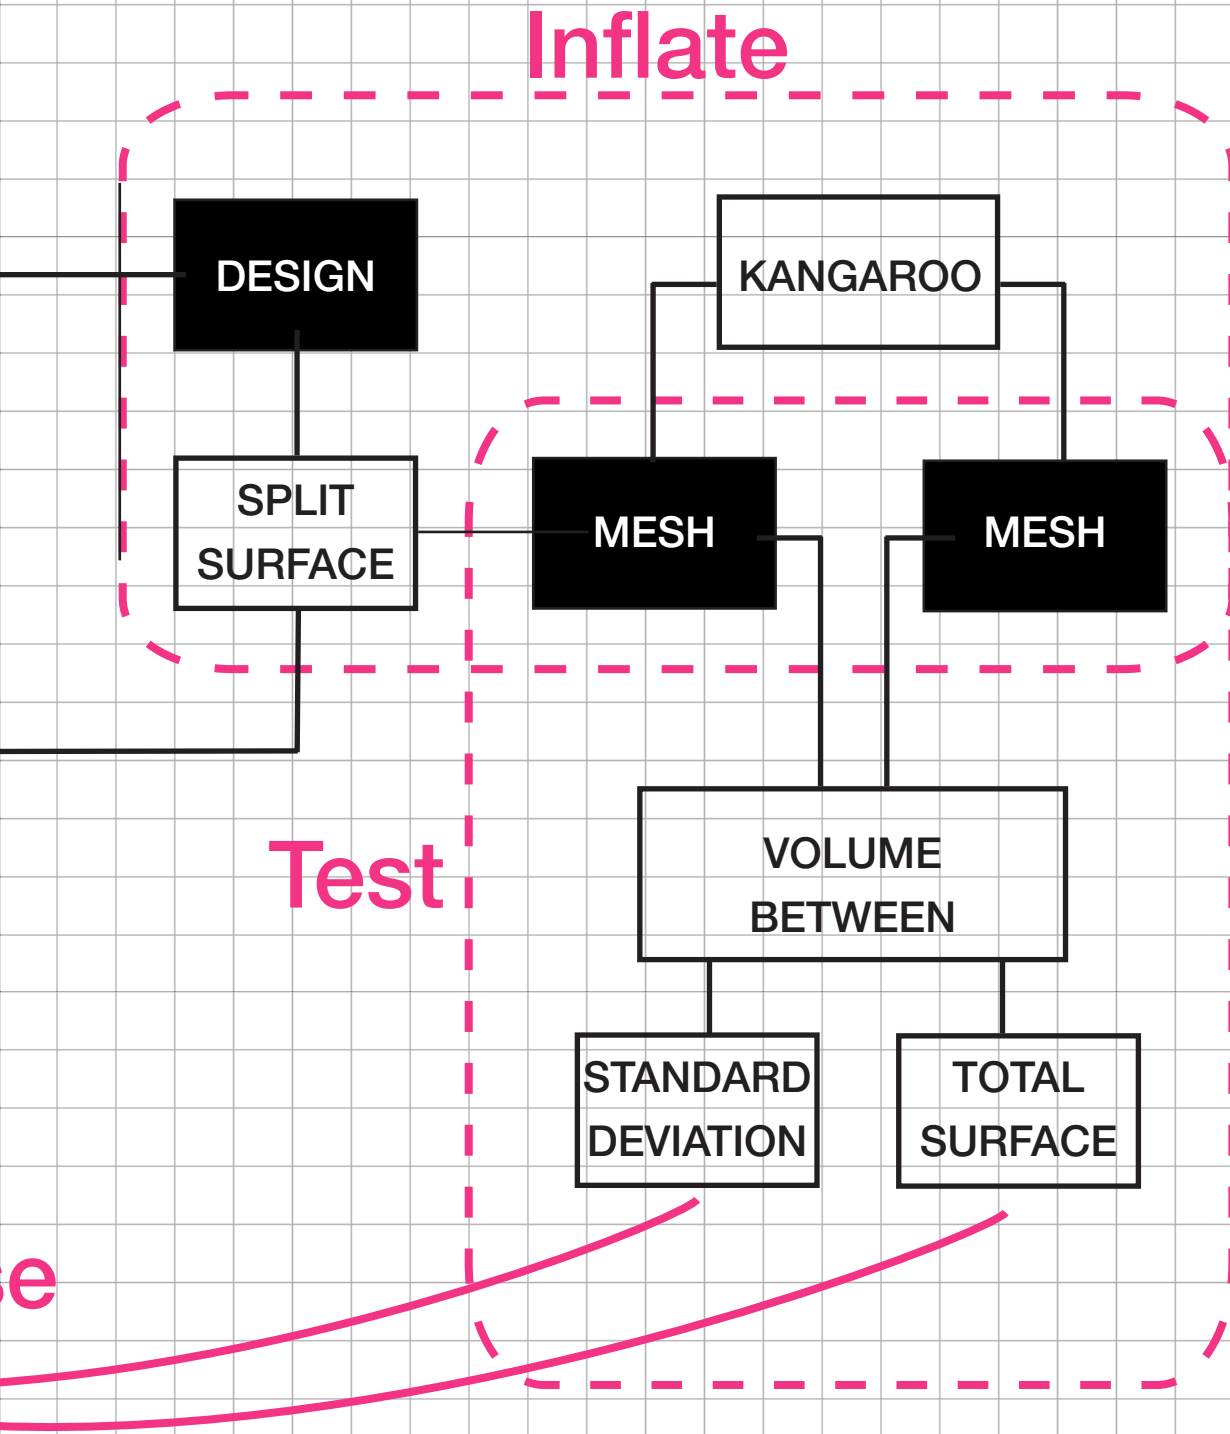 Inflate
DESIGN
KANGAROO
SPLIT
SURFACE
MESH
MESH
Test
VOLUME
BETWEEN
STANDARD
DEVIATION
TOTAL
SURFACE